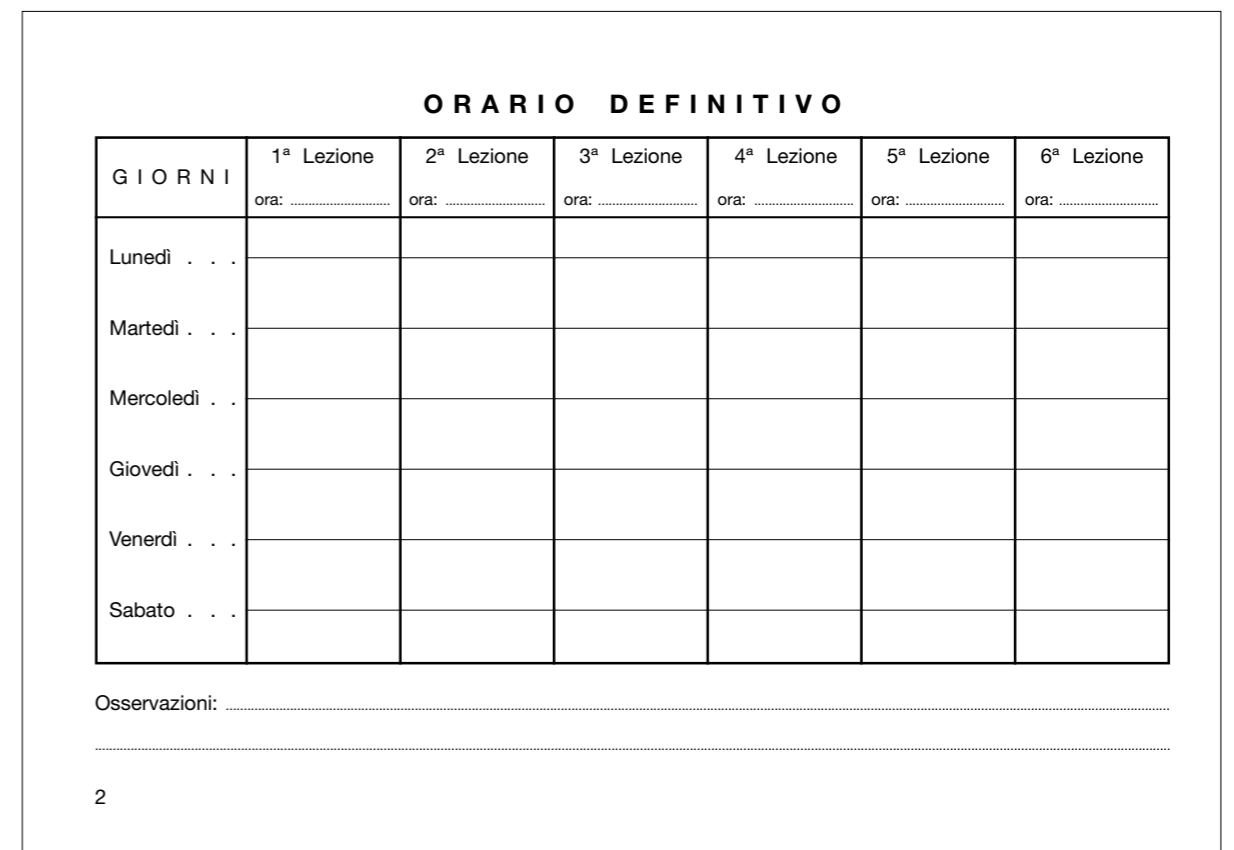 ORARIO DEFINITIVO
GIORNI
1ª Lezione 2ª Lezione 3ª Lezione 4ª Lezione 5ª Lezione 6ª Lezione
ora: .......................... ora: .......................... ora: .......................... ora: .......................... ora: .......................... ora: ..........................
Lunedì . . .
Martedì . . .
Mercoledì . .
Giovedì . . .
Venerdì . . .
Sabato . . .
Osservazioni: ..........................
2